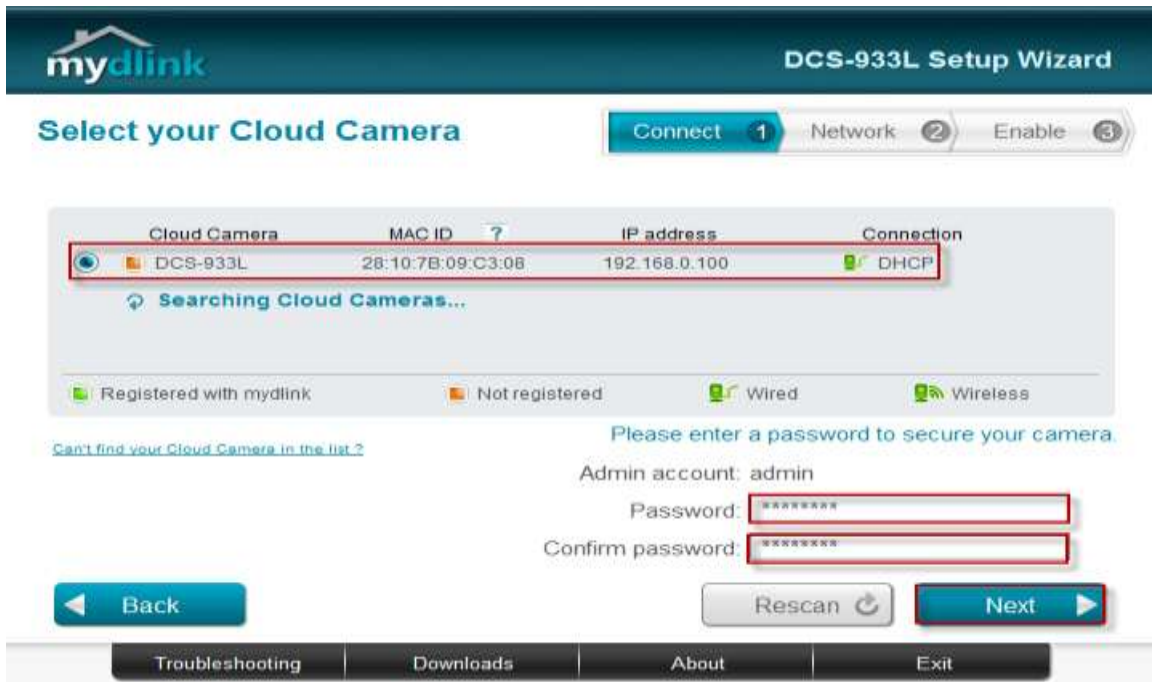 mydlink
DCS-933L Setup Wizard
Select your Cloud Camera
Connect 1 Network 2 Enable 3
Cloud Camera MAC ID ? IP address Connection
DCS-933L 28:10:7B:09:C3:08 192.168.0.100 DHCP
Searching Cloud Cameras...
Registered with mydlink Not registered Wired Wireless
Can't find your Cloud Camera in the list ?
Please enter a password to secure your camera.
Admin account: admin
Password: ********
Confirm password: ********
Back Rescan Next
Troubleshooting Downloads About Exit